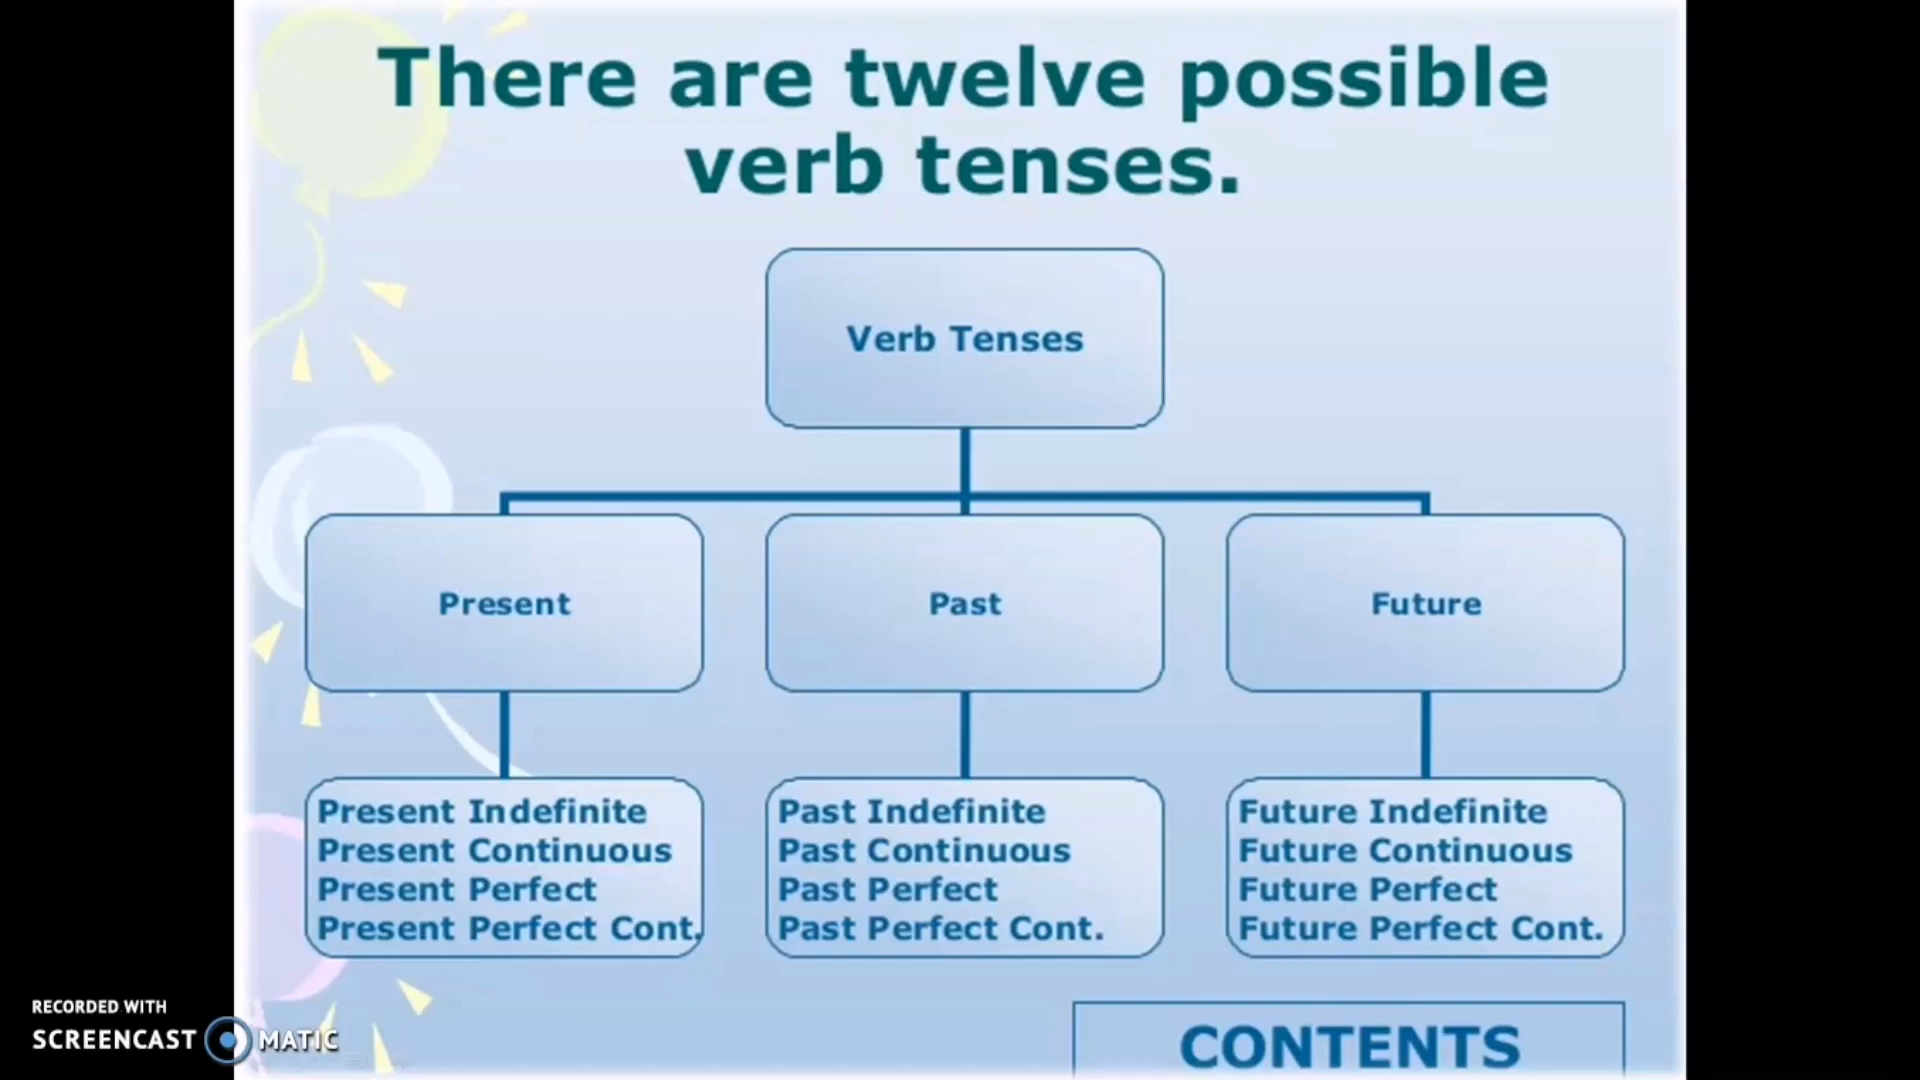 There are twelve possible
verb tenses.
Verb Tenses
Present
Past
Future
Present Indefinite
Present Continuous
Present Perfect
Present Perfect Cont.
Past Indefinite
Past Continuous
Past Perfect
Past Perfect Cont.
Future Indefinite
Future Continuous
Future Perfect
Future Perfect Cont.
CONTENTS
RECORDED WITH
SCREENCAST MATIC